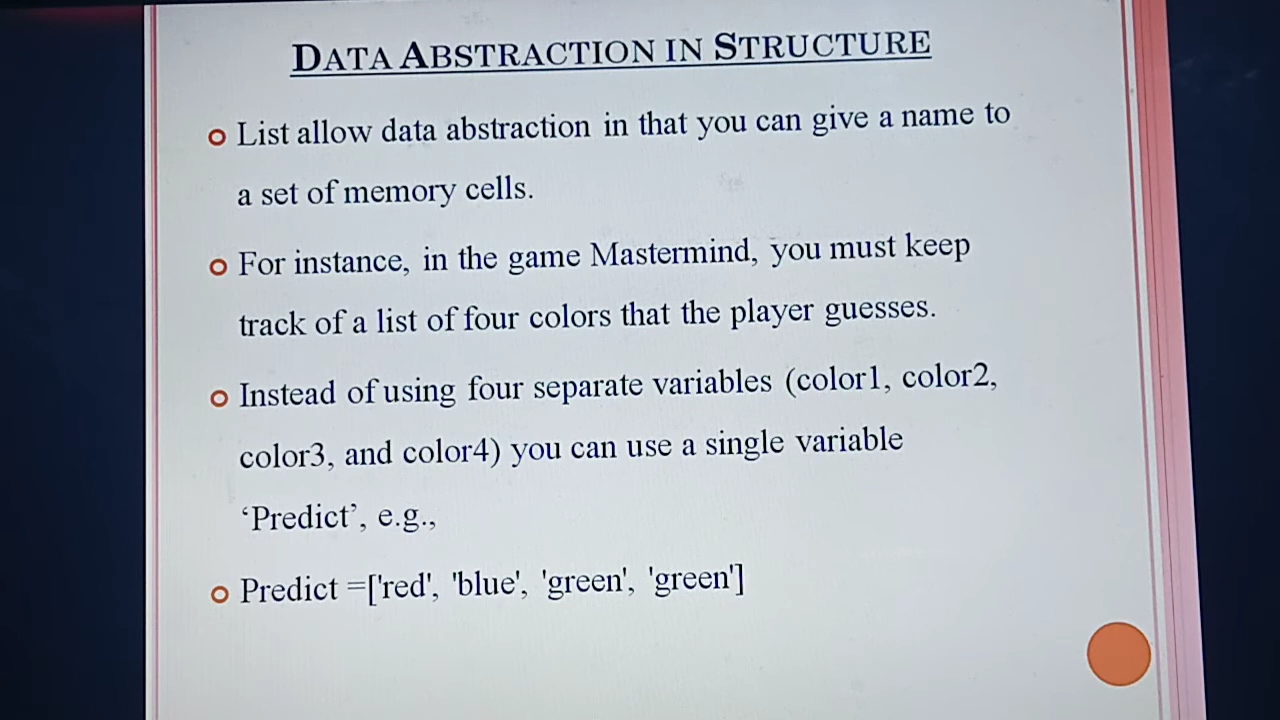 DATA ABSTRACTION IN STRUCTURE
List allow data abstraction in that you can give a name to
a set of memory cells.
For instance, in the game Mastermind, you must keep
track of a list of four colors that the player guesses.
Instead of using four separate variables (color1, color2,
color3, and color4) you can use a single variable
‘Predict’, e.g.,
Predict =['red', 'blue', 'green', 'green']